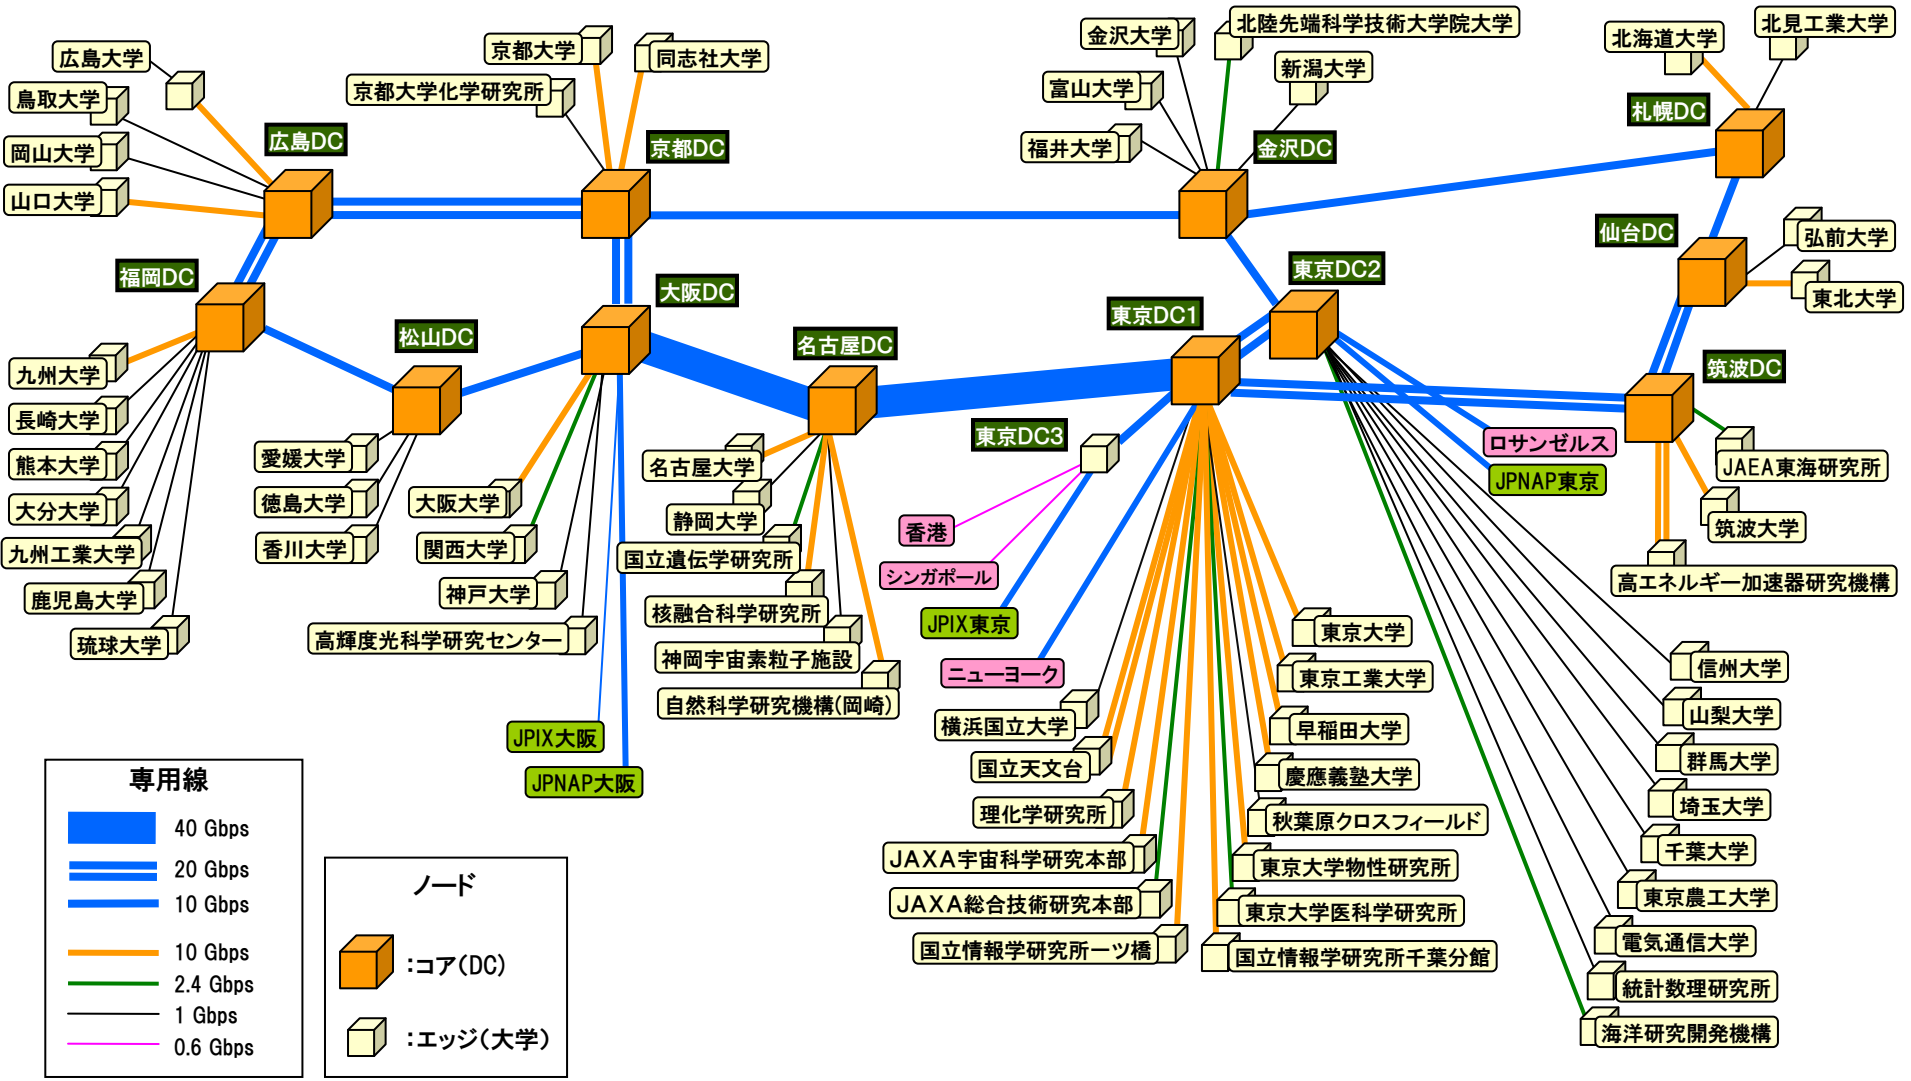 広島大学
鳥取大学
岡山大学
山口大学
広島DC
京都大学
同志社大学
京都大学化学研究所
京都DC
金沢大学
北陸先端科学技術大学院大学
富山大学
新潟大学
福井大学
金沢DC
北海道大学
北見工業大学
札幌DC
仙台DC
弘前大学
東北大学
福岡DC
松山DC
大阪DC
名古屋DC
東京DC1
東京DC2
東京DC3
筑波DC
九州大学
長崎大学
熊本大学
大分大学
九州工業大学
鹿児島大学
琉球大学
愛媛大学
徳島大学
香川大学
大阪大学
関西大学
神戸大学
高輝度光科学研究センター
JPIX大阪
JPNAP大阪
名古屋大学
静岡大学
国立遺伝学研究所
核融合科学研究所
神岡宇宙素粒子施設
自然科学研究機構(岡崎)
香港
シンガポール
JPIX東京
ニューヨーク
ロサンゼルス
JPNAP東京
JAEA東海研究所
筑波大学
高エネルギー加速器研究機構
横浜国立大学
国立天文台
理化学研究所
JAXA宇宙科学研究本部
JAXA総合技術研究本部
国立情報学研究所一ツ橋
東京大学
東京工業大学
早稲田大学
慶應義塾大学
秋葉原クロスフィールド
東京大学物性研究所
東京大学医科学研究所
国立情報学研究所千葉分館
信州大学
山梨大学
群馬大学
埼玉大学
千葉大学
東京農工大学
電気通信大学
統計数理研究所
海洋研究開発機構
専用線
40 Gbps
20 Gbps
10 Gbps
10 Gbps
2.4 Gbps
1 Gbps
0.6 Gbps
ノード
:コア(DC)
:エッジ(大学)